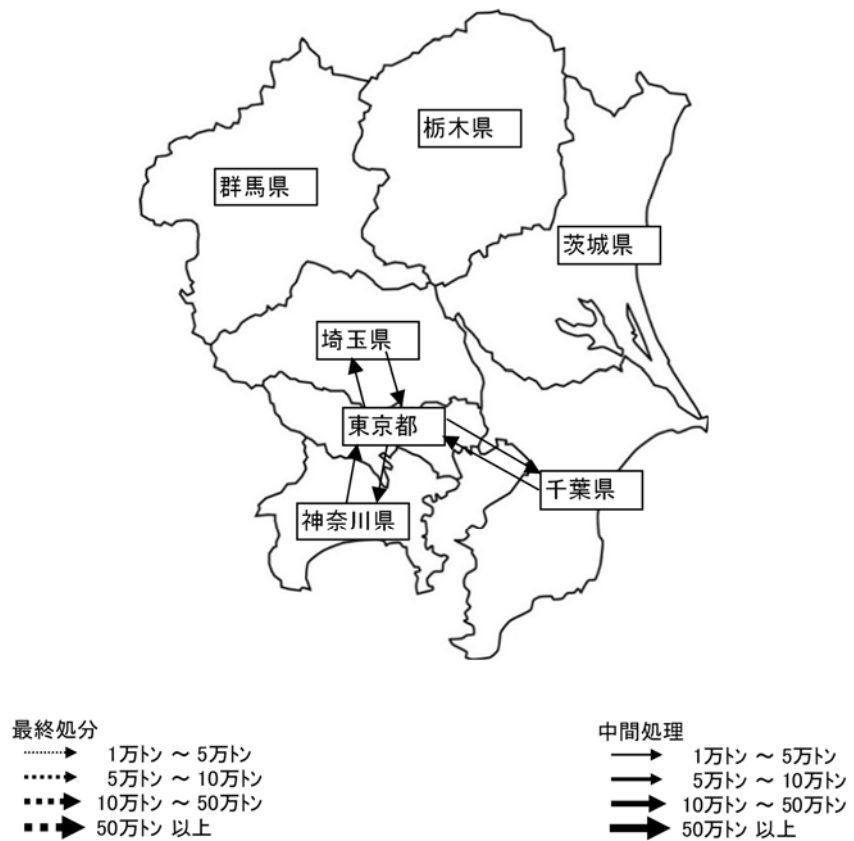 栃木県
群馬県
茨城県
埼玉県
東京都
千葉県
神奈川県
最終処分
1万トン ～ 5万トン
5万トン ～ 10万トン
10万トン ～ 50万トン
50万トン 以上
中間処理
1万トン ～ 5万トン
5万トン ～ 10万トン
10万トン ～ 50万トン
50万トン 以上